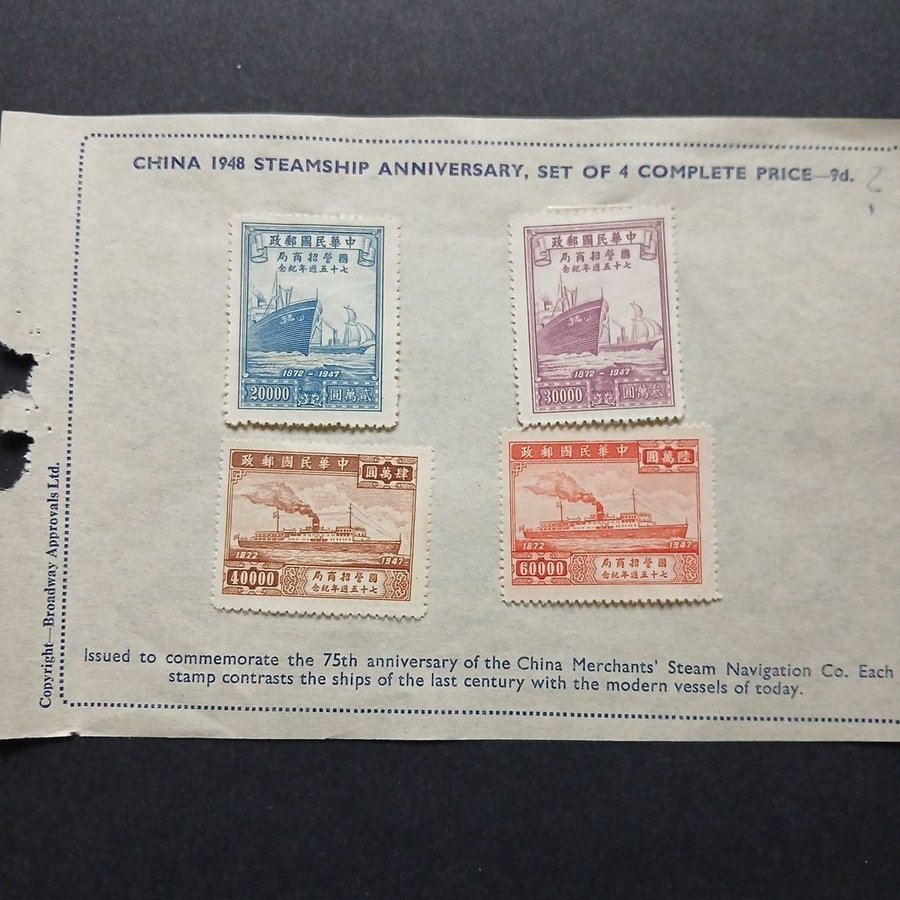 CHINA 1948 STEAMSHIP ANNIVERSARY, SET OF 4 COMPLETE PRICE—9d.
中華民國郵政
國營招商局
七十五週年紀念
1872 - 1947
20000 貳萬圓
中華民國郵政
國營招商局
七十五週年紀念
1872 - 1947
30000 叁萬圓
中華民國郵政 肆萬圓
1872 1947
40000 國營招商局
七十五週年紀念
中華民國郵政 陸萬圓
1872 1947
60000 國營招商局
七十五週年紀念
Issued to commemorate the 75th anniversary of the China Merchants' Steam Navigation Co. Each
stamp contrasts the ships of the last century with the modern vessels of today.
Copyright—Broadway Approvals Ltd.